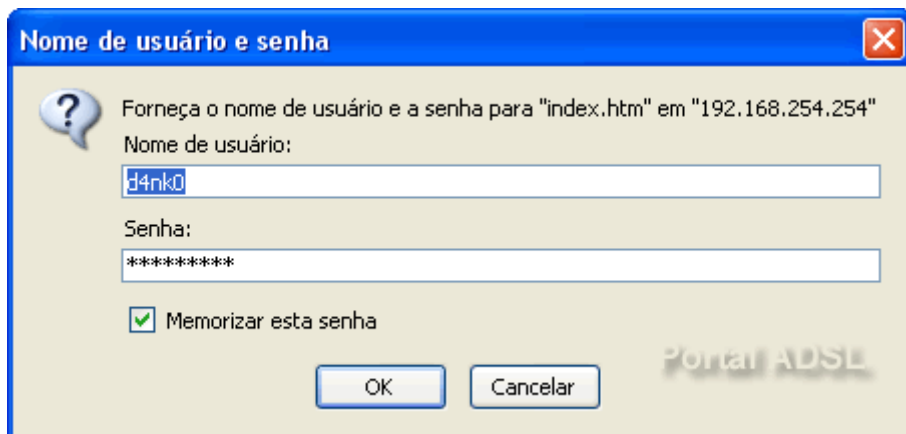 Nome de usuário e senha
Forneça o nome de usuário e a senha para "index.htm" em "192.168.254.254"
Nome de usuário:
d4nk0
Senha:
*********
Memorizar esta senha
Portal ADSL
OK
Cancelar